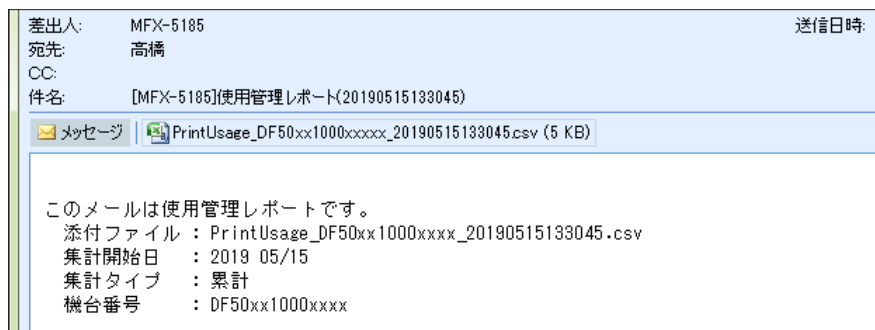 差出人: MFX-5185 送信日時:
宛先: 高橋
CC:
件名: [MFX-5185]使用管理レポート(20190515133045)
メッセージ PrintUsage_DF50xx1000xxxxx_20190515133045.csv (5 KB)
このメールは使用管理レポートです。
添付ファイル : PrintUsage_DF50xx1000xxxx_20190515133045.csv
集計開始日 : 2019 05/15
集計タイプ : 累計
機台番号 : DF50xx1000xxxx